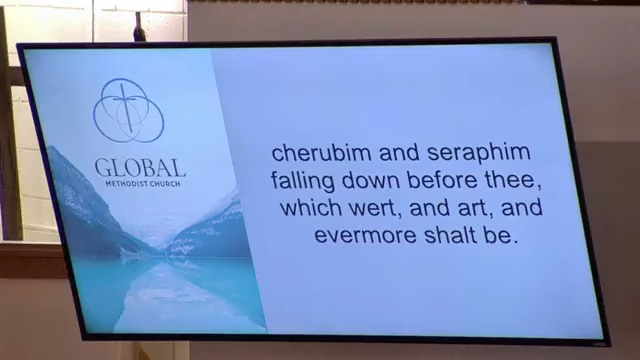 GLOBAL
METHODIST CHURCH
cherubim and seraphim
falling down before thee,
which wert, and art, and
evermore shalt be.